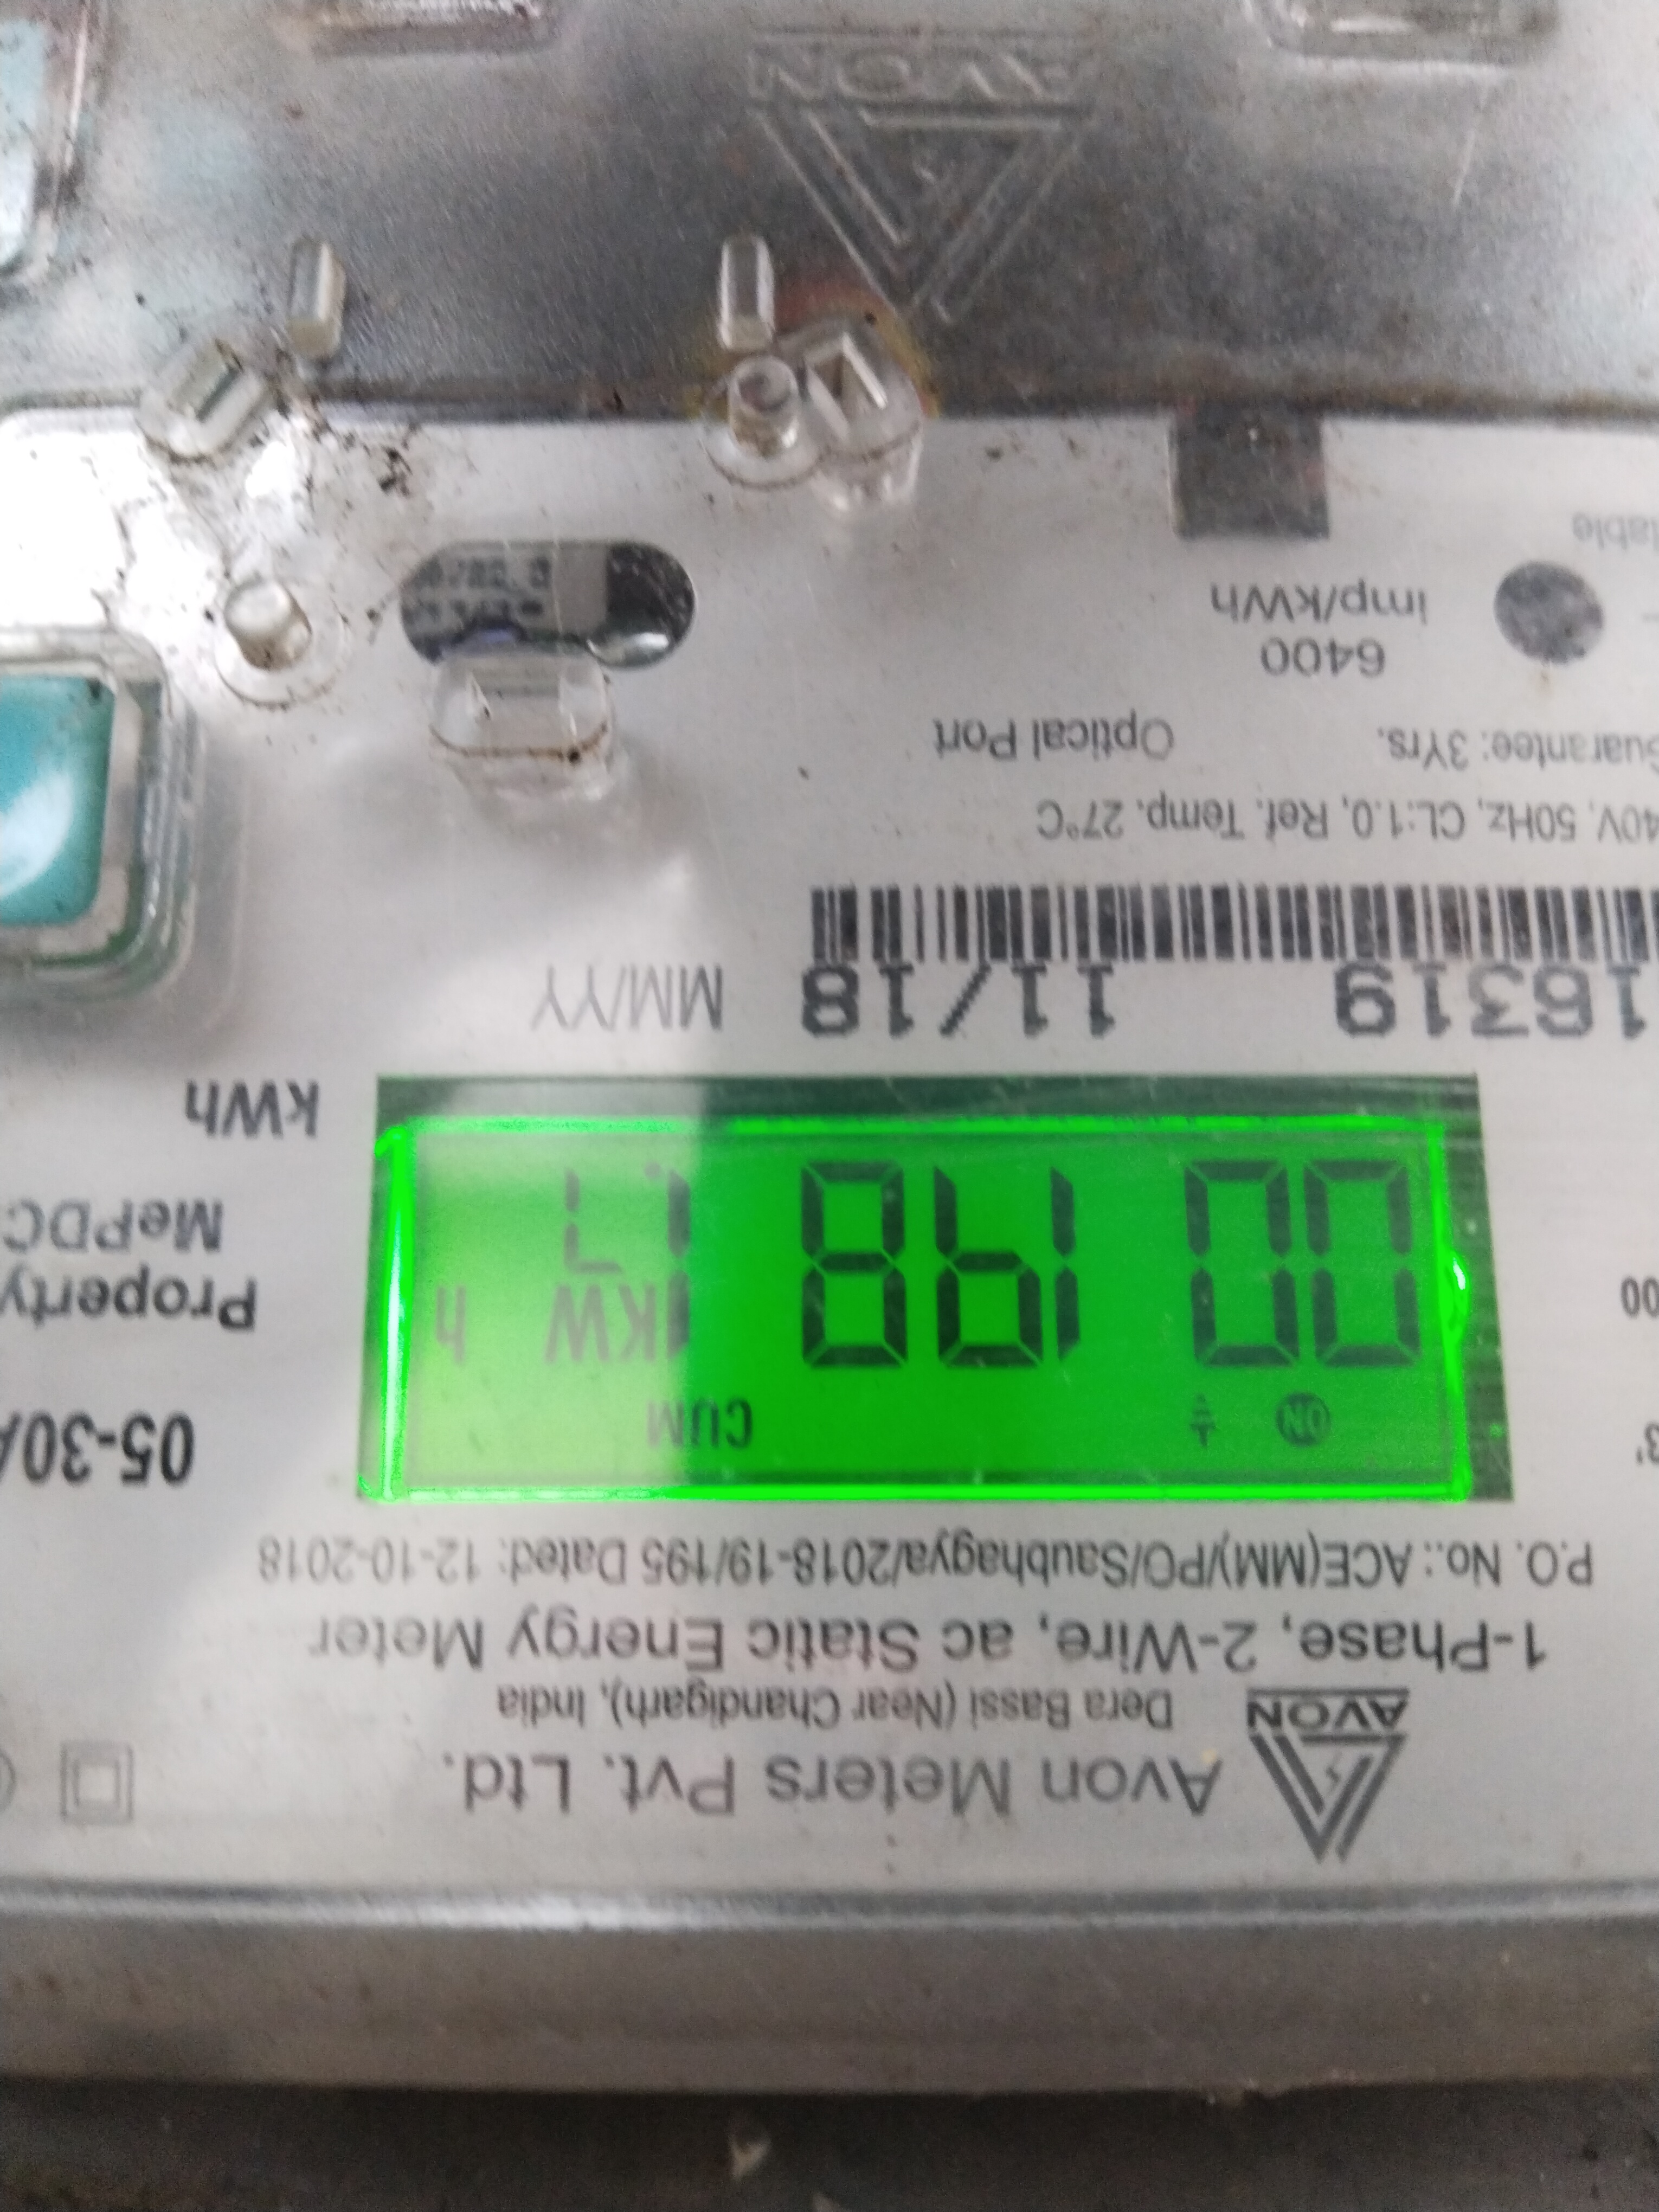 Avon Meters Pvt. Ltd.
AVON
Dera Bassi (Near Chandigarh), India
1-Phase, 2-Wire, ac Static Energy Meter
P.O. No.: ACE(MM)/PO/Saubhagya/2018-19/195 Dated: 12-10-2018
ON CUM
05-30A
001981.7 kW h
Property
MePDC
kWh
16319 11/18 MM/YY
40V, 50Hz, CL:1.0, Ref. Temp. 27°C
Guarantee: 3Yrs. Optical Port
6400
imp/kWh
AVON